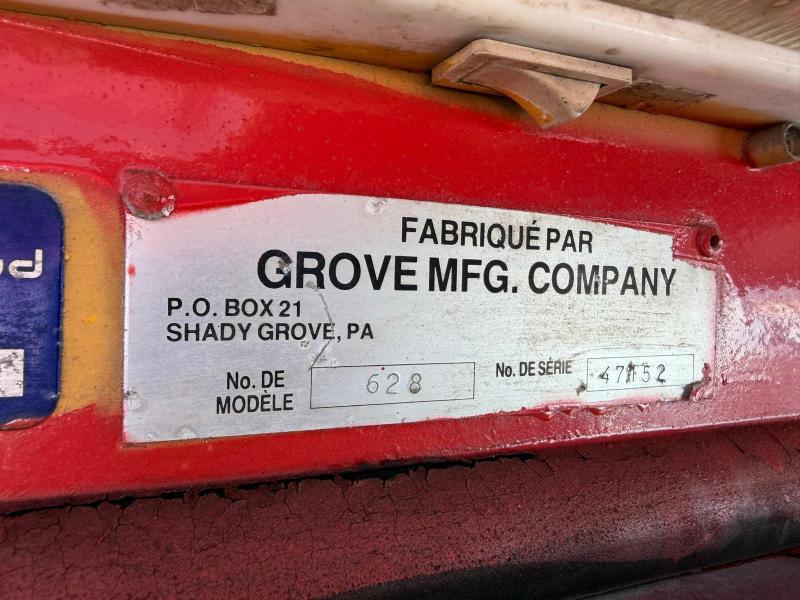 FABRIQUÉ PAR
GROVE MFG. COMPANY
P.O. BOX 21
SHADY GROVE, PA
No. DE MODÈLE 628
No. DE SÉRIE